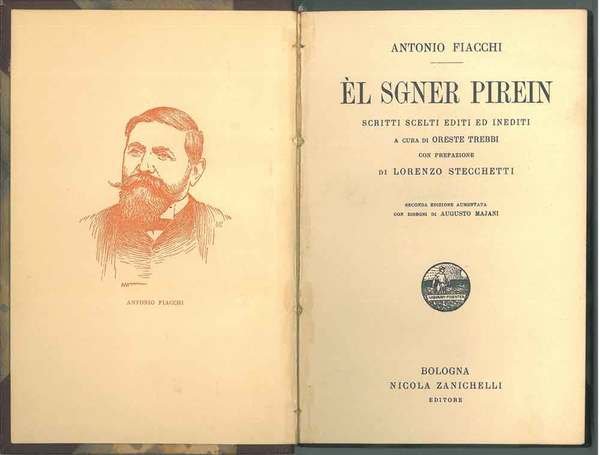 ANTONIO FIACCHI
ANTONIO FIACCHI
ÈL SGNER PIREIN
SCRITTI SCELTI EDITI ED INEDITI
A CURA DI ORESTE TREBBI
CON PREFAZIONE
DI LORENZO STECCHETTI
SECONDA EDIZIONE AUMENTATA
CON DISEGNI DI AUGUSTO MAJANI
BOLOGNA
NICOLA ZANICHELLI
EDITORE